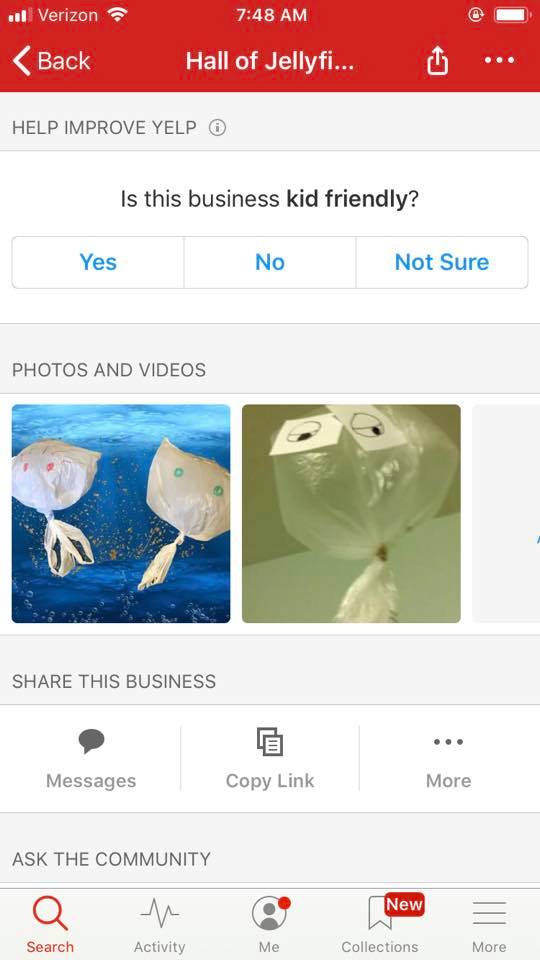 Verizon 7:48 AM
Back Hall of Jellyfi...
HELP IMPROVE YELP
Is this business kid friendly?
Yes No Not Sure
PHOTOS AND VIDEOS
SHARE THIS BUSINESS
Messages Copy Link More
ASK THE COMMUNITY
New
Search Activity Me Collections More